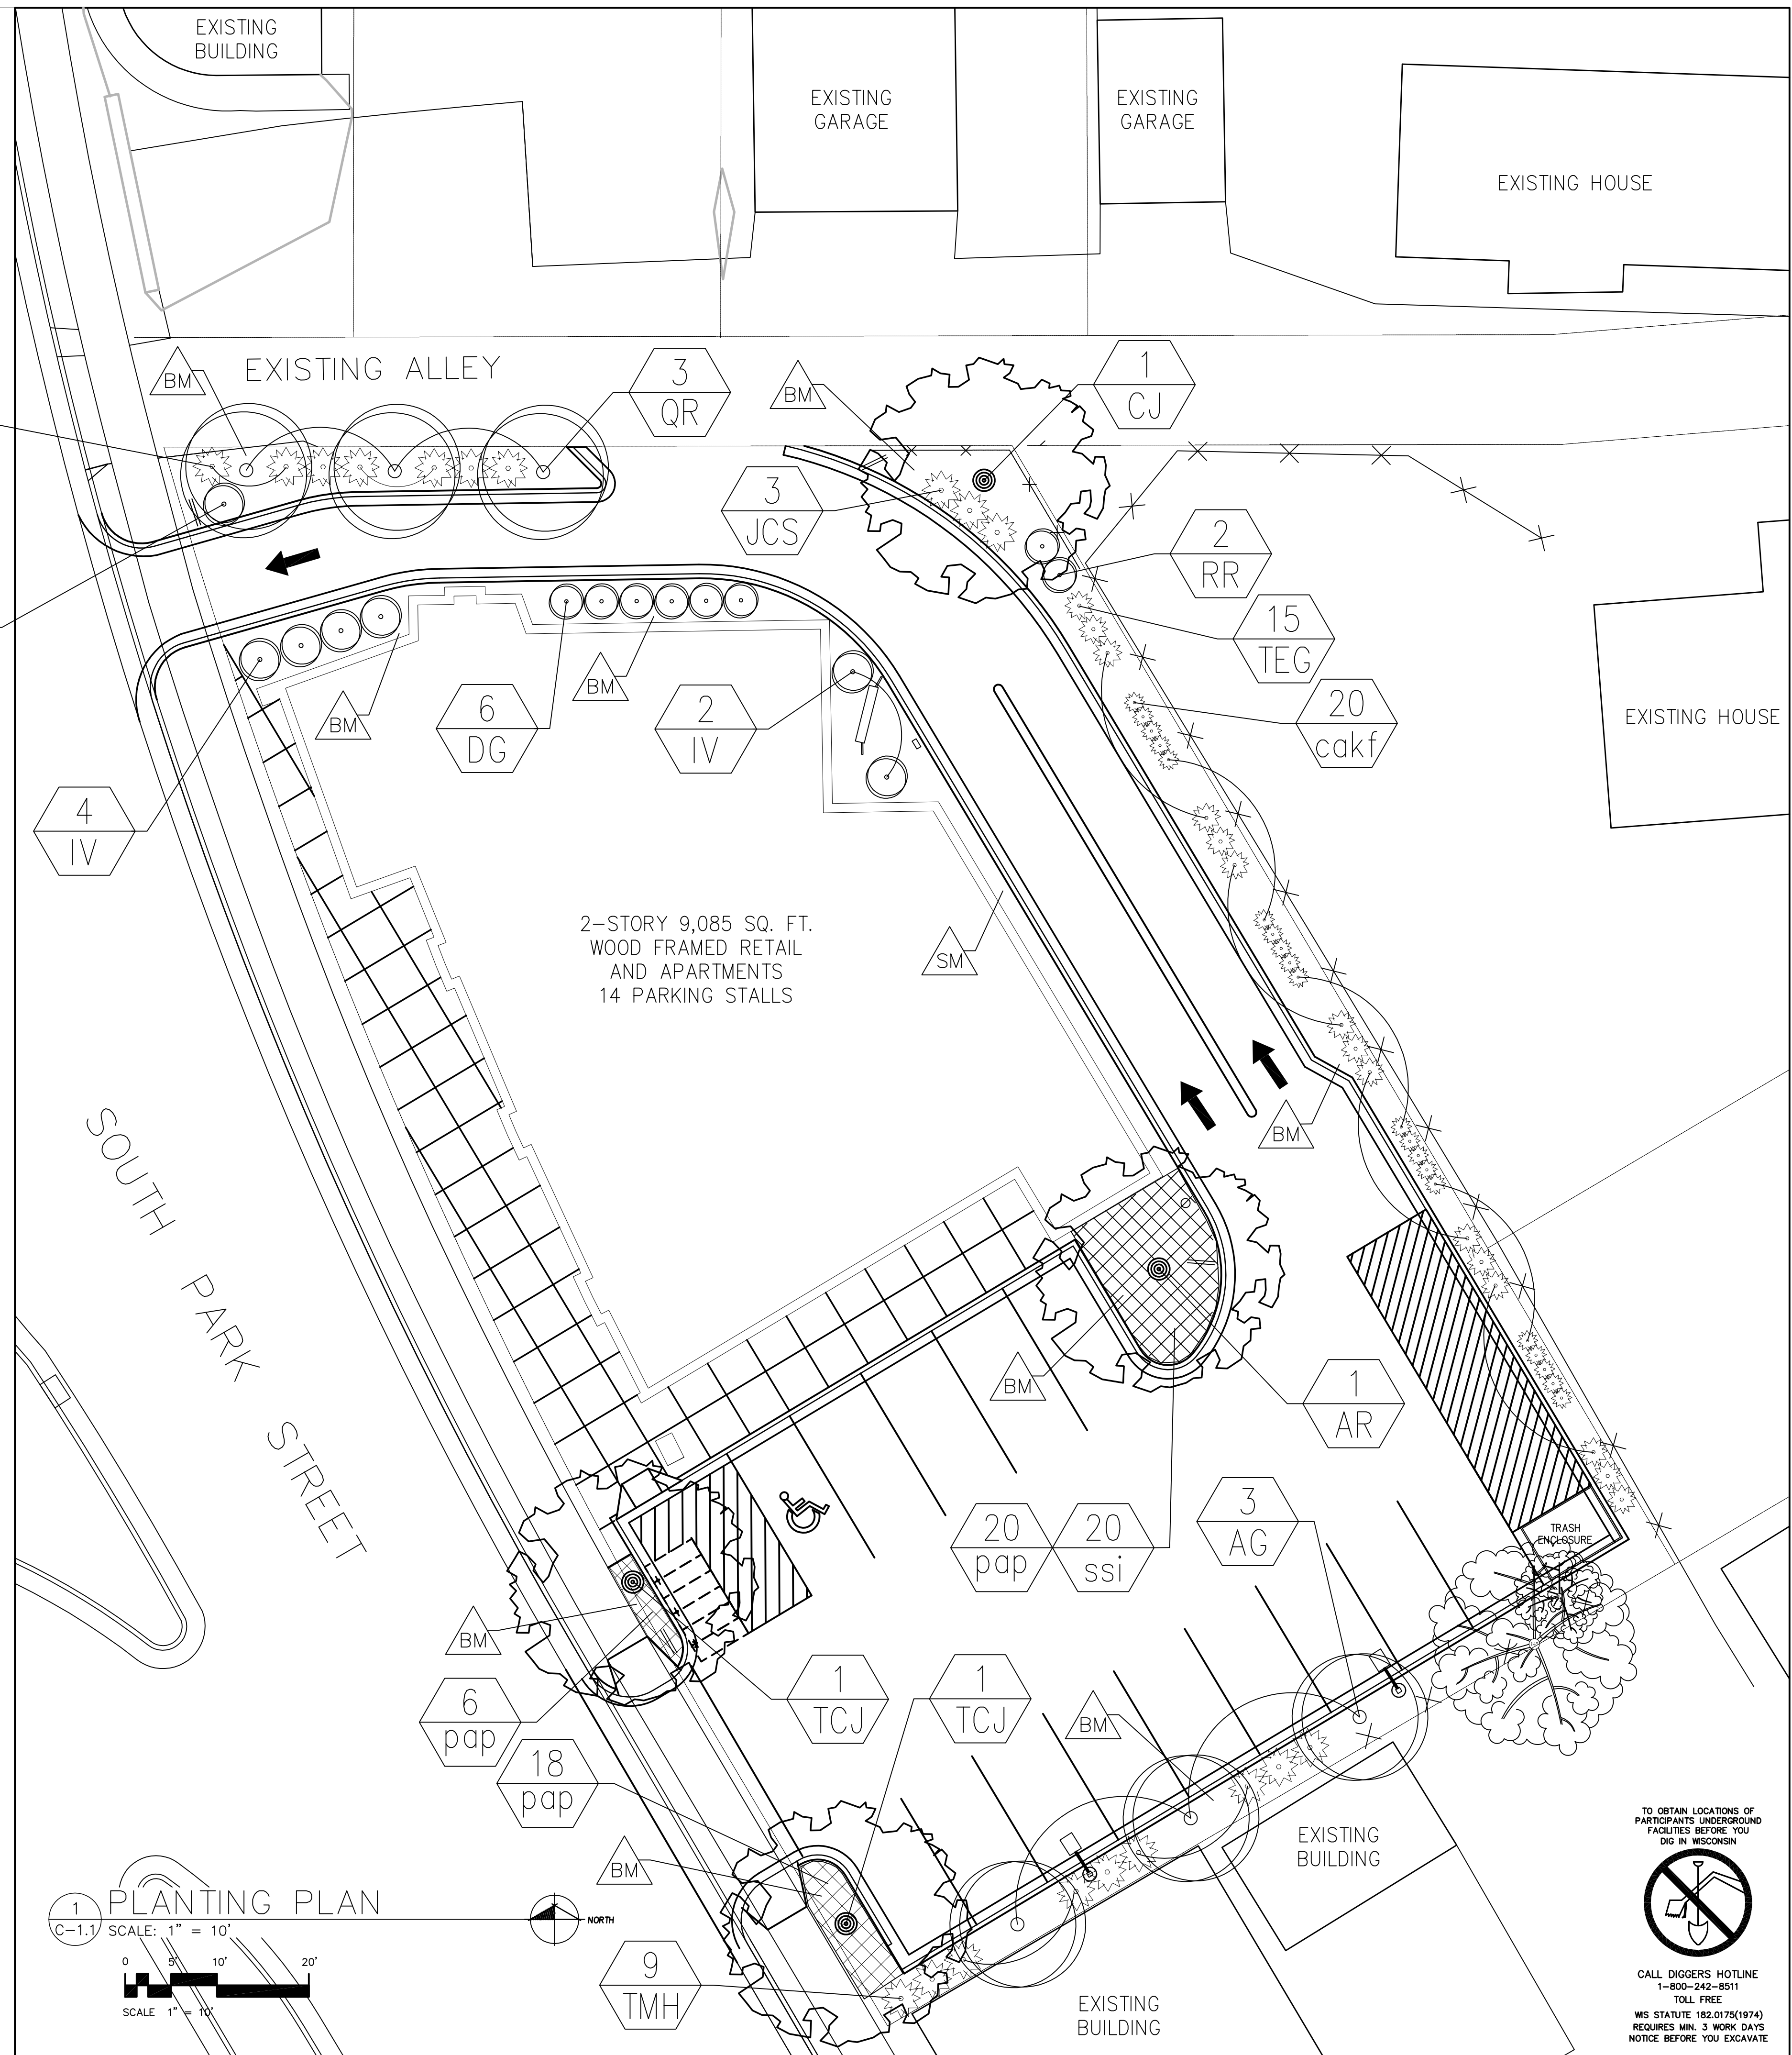 EXISTING
BUILDING
EXISTING
GARAGE
EXISTING
GARAGE
EXISTING HOUSE
EXISTING ALLEY
BM
3
QR
BM
1
CJ
3
JCS
2
RR
15
TEG
20
cakf
EXISTING HOUSE
BM
6
DG
BM
2
IV
4
IV
2-STORY 9,085 SQ. FT.
WOOD FRAMED RETAIL
AND APARTMENTS
14 PARKING STALLS
SM
BM
SOUTH PARK STREET
BM
1
AR
20
pap
20
ssi
3
AG
TRASH
ENCLOSURE
BM
6
pap
1
TCJ
1
TCJ
BM
18
pap
BM
9
TMH
EXISTING
BUILDING
EXISTING
BUILDING
1
C-1.1
PLANTING PLAN
SCALE: 1" = 10'
NORTH
0 5' 10' 20'
SCALE 1" = 10'
TO OBTAIN LOCATIONS OF
PARTICIPANTS UNDERGROUND
FACILITIES BEFORE YOU
DIG IN WISCONSIN
CALL DIGGERS HOTLINE
1-800-242-8511
TOLL FREE
WIS STATUTE 182.0175(1974)
REQUIRES MIN. 3 WORK DAYS
NOTICE BEFORE YOU EXCAVATE